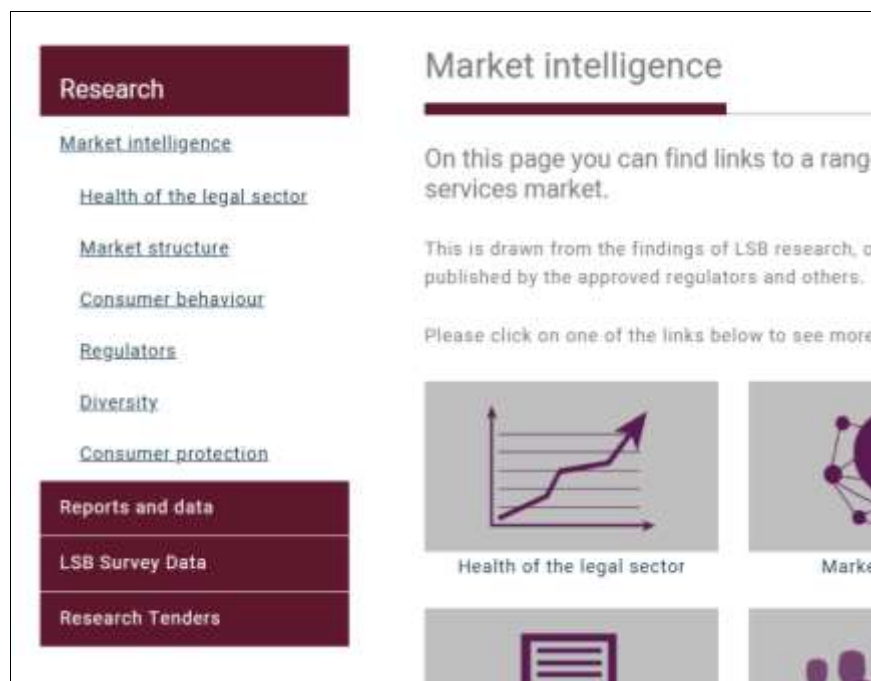 Research
Market intelligence
Health of the legal sector
Market structure
Consumer behaviour
Regulators
Diversity
Consumer protection
Reports and data
LSB Survey Data
Research Tenders
Market intelligence
On this page you can find links to a rang
services market.
This is drawn from the findings of LSB research, o
published by the approved regulators and others.
Please click on one of the links below to see more
Health of the legal sector
Marke